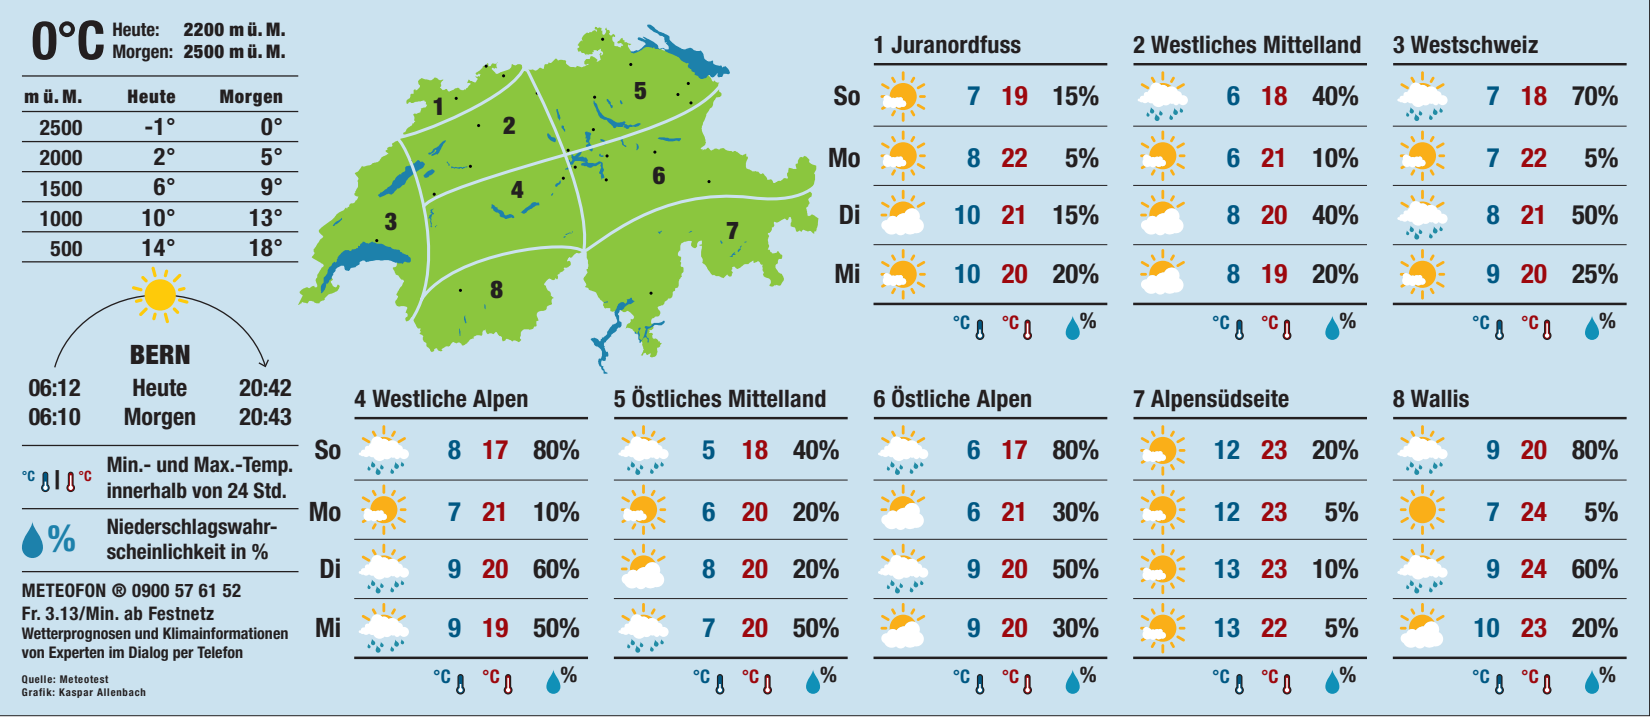 0°C
Heute: 2200 m ü. M.
Morgen: 2500 m ü. M.
m ü. M. Heute Morgen
2500 -1° 0°
2000 2° 5°
1500 6° 9°
1000 10° 13°
500 14° 18°
BERN
06:12 Heute 20:42
06:10 Morgen 20:43
°C | °C
Min.- und Max.-Temp.
innerhalb von 24 Std.
%
Niederschlagswahr-
scheinlichkeit in %
METEOFON ® 0900 57 61 52
Fr. 3.13/Min. ab Festnetz
Wetterprognosen und Klimainformationen
von Experten im Dialog per Telefon
Quelle: Meteotest
Grafik: Kaspar Allenbach
1
2
3
4
5
6
7
8
1 Juranordfuss 2 Westliches Mittelland 3 Westschweiz
So 7 19 15% 6 18 40% 7 18 70%
Mo 8 22 5% 6 21 10% 7 22 5%
Di 10 21 15% 8 20 40% 8 21 50%
Mi 10 20 20% 8 19 20% 9 20 25%
°C °C % °C °C % °C °C %
4 Westliche Alpen 5 Östliches Mittelland 6 Östliche Alpen 7 Alpensüdseite 8 Wallis
So 8 17 80% 5 18 40% 6 17 80% 12 23 20% 9 20 80%
Mo 7 21 10% 6 20 20% 6 21 30% 12 23 5% 7 24 5%
Di 9 20 60% 8 20 20% 9 20 50% 13 23 10% 9 24 60%
Mi 9 19 50% 7 20 50% 9 20 30% 13 22 5% 10 23 20%
°C °C % °C °C % °C °C % °C °C % °C °C %